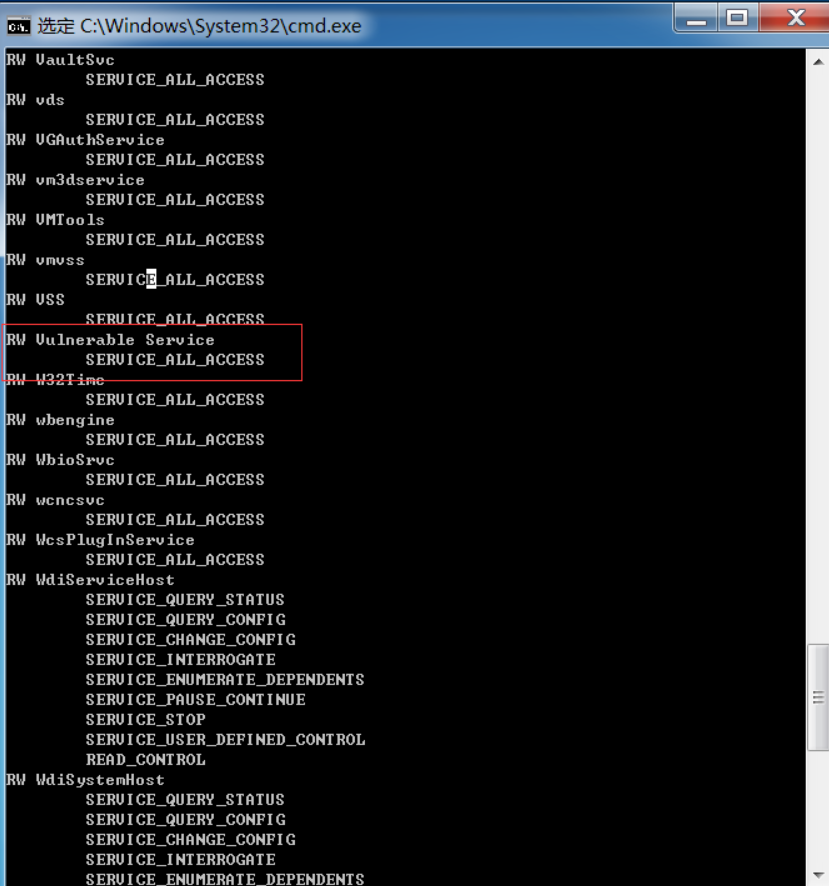 选定 C:\Windows\System32\cmd.exe
RW VaultSvc
SERVICE_ALL_ACCESS
RW vds
SERVICE_ALL_ACCESS
RW VGAuthService
SERVICE_ALL_ACCESS
RW vm3dservice
SERVICE_ALL_ACCESS
RW VMTools
SERVICE_ALL_ACCESS
RW vmvss
SERVICE_ALL_ACCESS
RW VSS
SERVICE_ALL_ACCESS
RW Vulnerable Service
SERVICE_ALL_ACCESS
RW W32Time
SERVICE_ALL_ACCESS
RW wbengine
SERVICE_ALL_ACCESS
RW WbioSrvc
SERVICE_ALL_ACCESS
RW wcncsvc
SERVICE_ALL_ACCESS
RW WcsPlugInService
SERVICE_ALL_ACCESS
RW WdiServiceHost
SERVICE_QUERY_STATUS
SERVICE_QUERY_CONFIG
SERVICE_CHANGE_CONFIG
SERVICE_INTERROGATE
SERVICE_ENUMERATE_DEPENDENTS
SERVICE_PAUSE_CONTINUE
SERVICE_STOP
SERVICE_USER_DEFINED_CONTROL
READ_CONTROL
RW WdiSystemHost
SERVICE_QUERY_STATUS
SERVICE_QUERY_CONFIG
SERVICE_CHANGE_CONFIG
SERVICE_INTERROGATE
SERVICE_ENUMERATE_DEPENDENTS